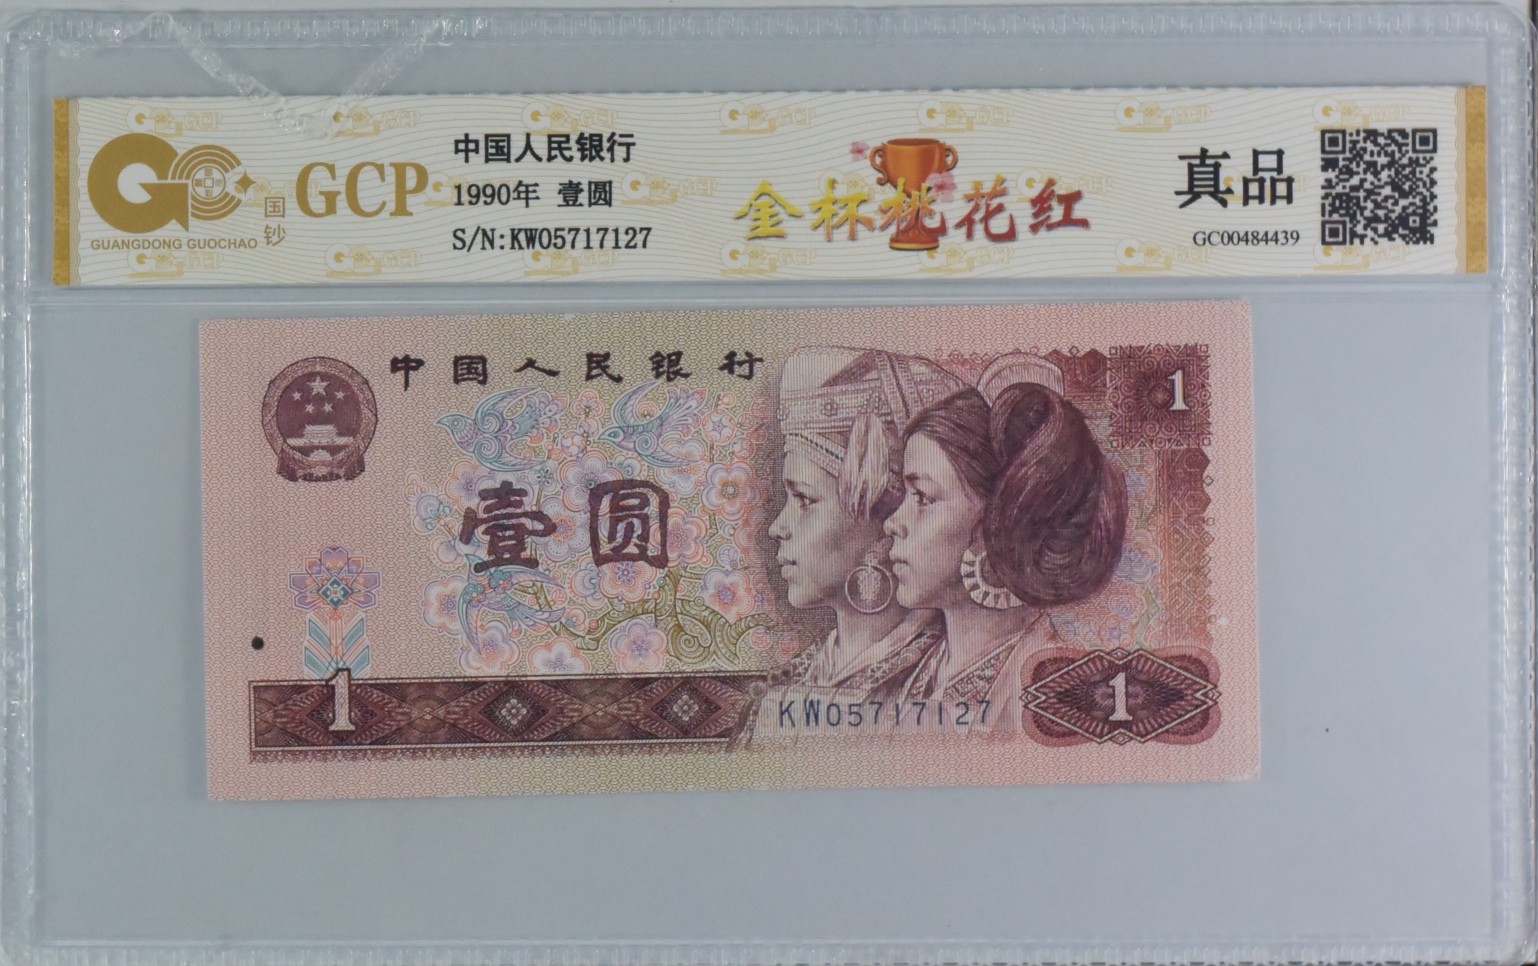 GCP
国钞
GUANGDONG GUOCHAO
中国人民银行
1990年 壹圆
S/N:KW05717127
金杯桃花红
真品
GC00484439
中国人民银行
1
壹圆
1
KW05717127
1